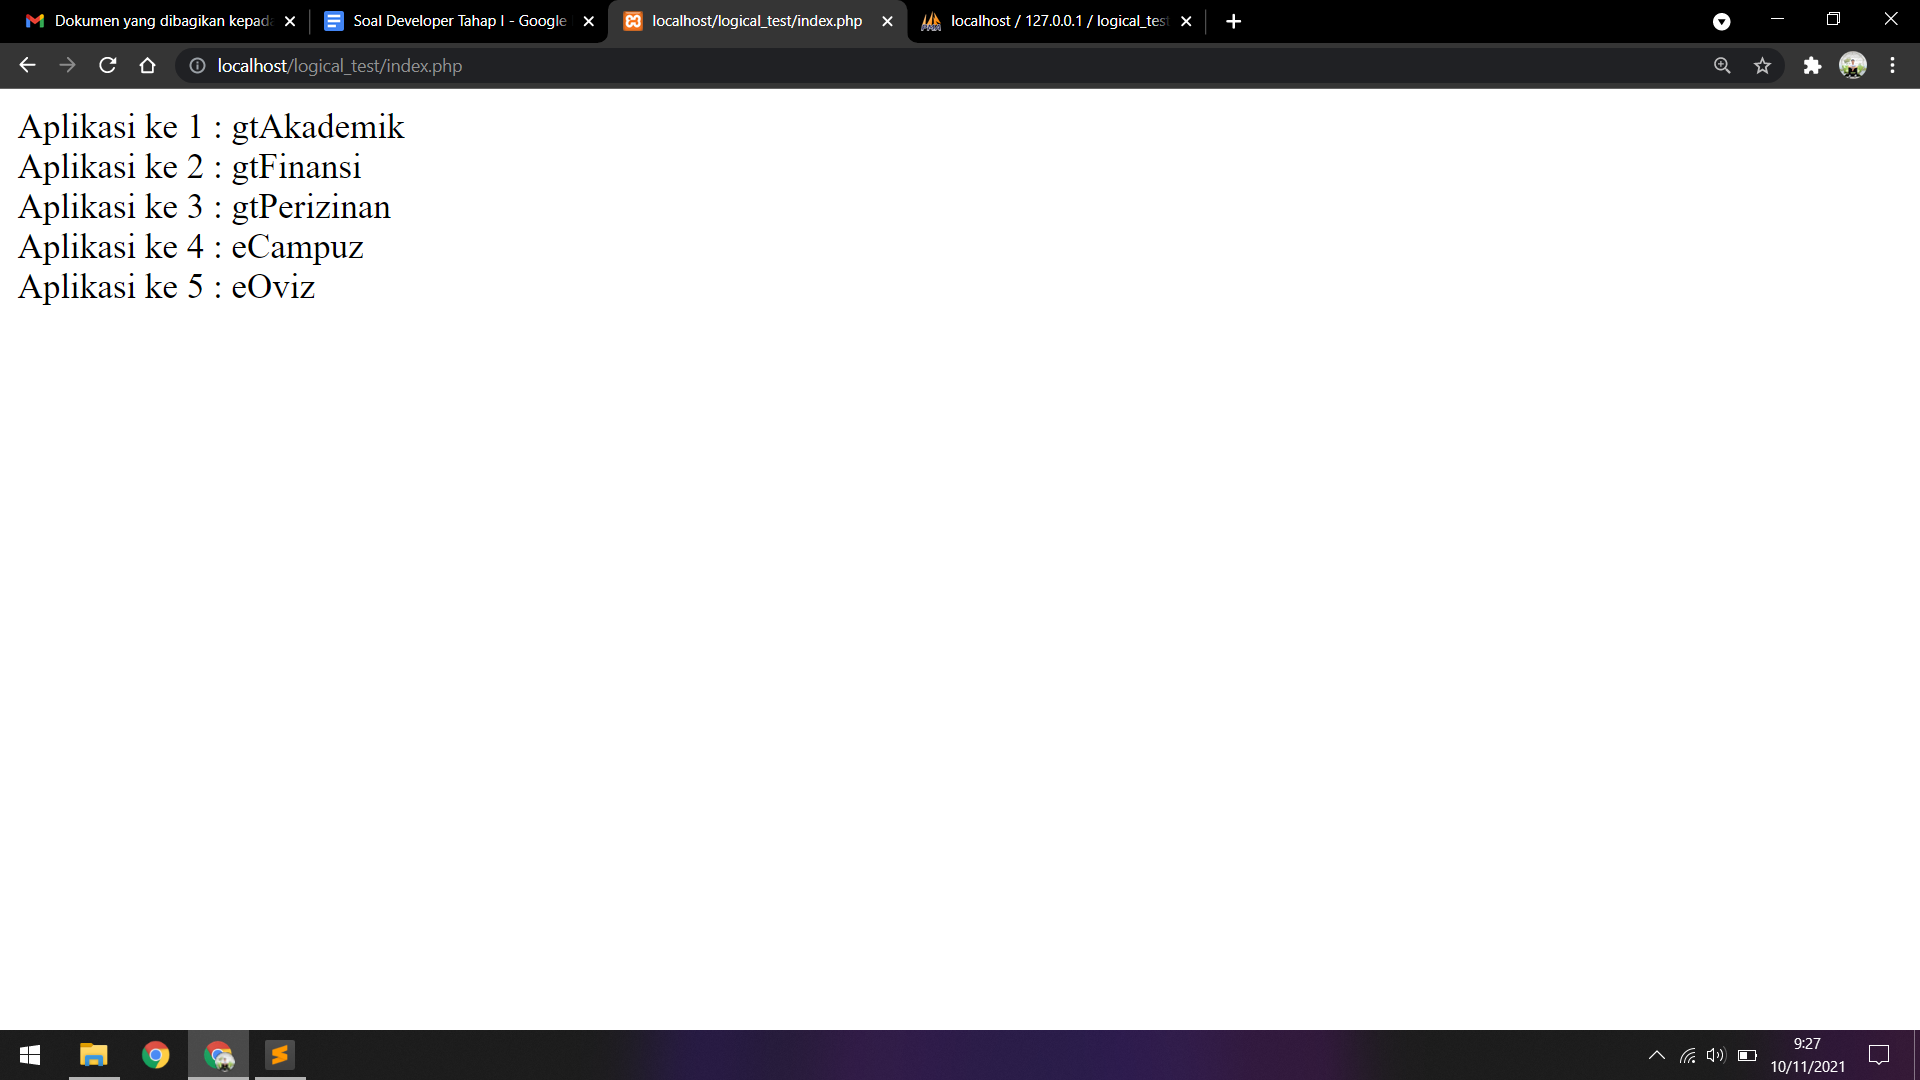 Dokumen yang dibagikan kepada
Soal Developer Tahap I - Google
localhost/logical_test/index.php
localhost / 127.0.0.1 / logical_test
localhost/logical_test/index.php
Aplikasi ke 1 : gtAkademik
Aplikasi ke 2 : gtFinansi
Aplikasi ke 3 : gtPerizinan
Aplikasi ke 4 : eCampuz
Aplikasi ke 5 : eOviz
9:27
10/11/2021